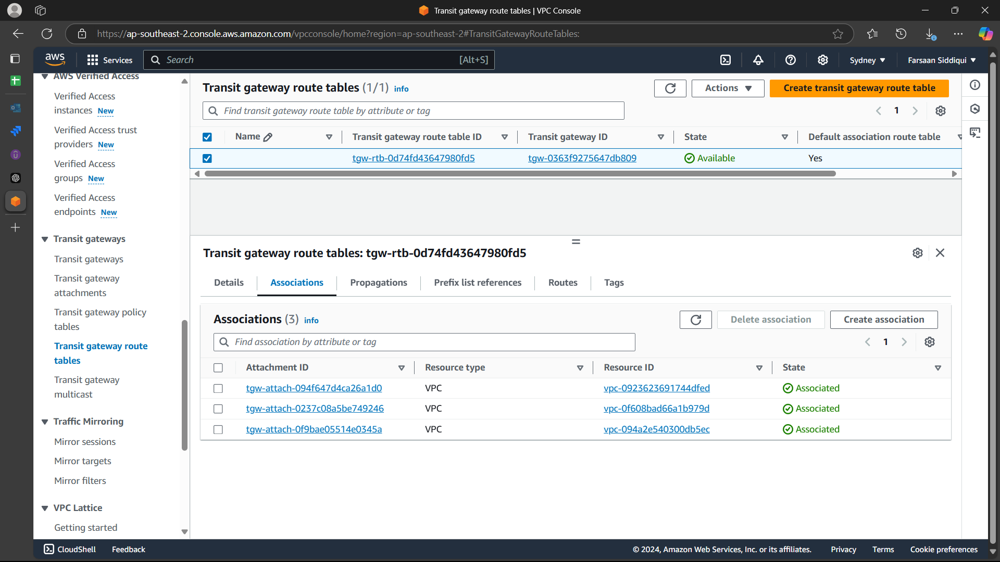 Transit gateway route tables | VPC Console
https://ap-southeast-2.console.aws.amazon.com/vpcconsole/home?region=ap-southeast-2#TransitGatewayRouteTables:
aws
Services
Search
[Alt+S]
Sydney ▼
Farsaan Siddiqui ▼
AWS Verified Access
Verified Access
instances New
Verified Access trust
providers New
Verified Access
groups New
Verified Access
endpoints New
Transit gateways
Transit gateways
Transit gateway
attachments
Transit gateway policy
tables
Transit gateway route
tables
Transit gateway
multicast
Traffic Mirroring
Mirror sessions
Mirror targets
Mirror filters
VPC Lattice
Getting started
Transit gateway route tables (1/1) info
Actions ▼
Create transit gateway route table
Find transit gateway route table by attribute or tag
1
Name
Transit gateway route table ID
Transit gateway ID
State
Default association route table
tgw-rtb-0d74fd43647980fd5
tgw-0363f9275647db809
Available
Yes
Transit gateway route tables: tgw-rtb-0d74fd43647980fd5
Details
Associations
Propagations
Prefix list references
Routes
Tags
Associations (3) info
Delete association
Create association
Find association by attribute or tag
1
Attachment ID
Resource type
Resource ID
State
tgw-attach-094f647d4ca26a1d0
VPC
vpc-0923623691744dfed
Associated
tgw-attach-0237c08a5be749246
VPC
vpc-0f608bad66a1b979d
Associated
tgw-attach-0f9bae05514e0345a
VPC
vpc-094a2e540300db5ec
Associated
CloudShell
Feedback
© 2024, Amazon Web Services, Inc. or its affiliates.
Privacy
Terms
Cookie preferences